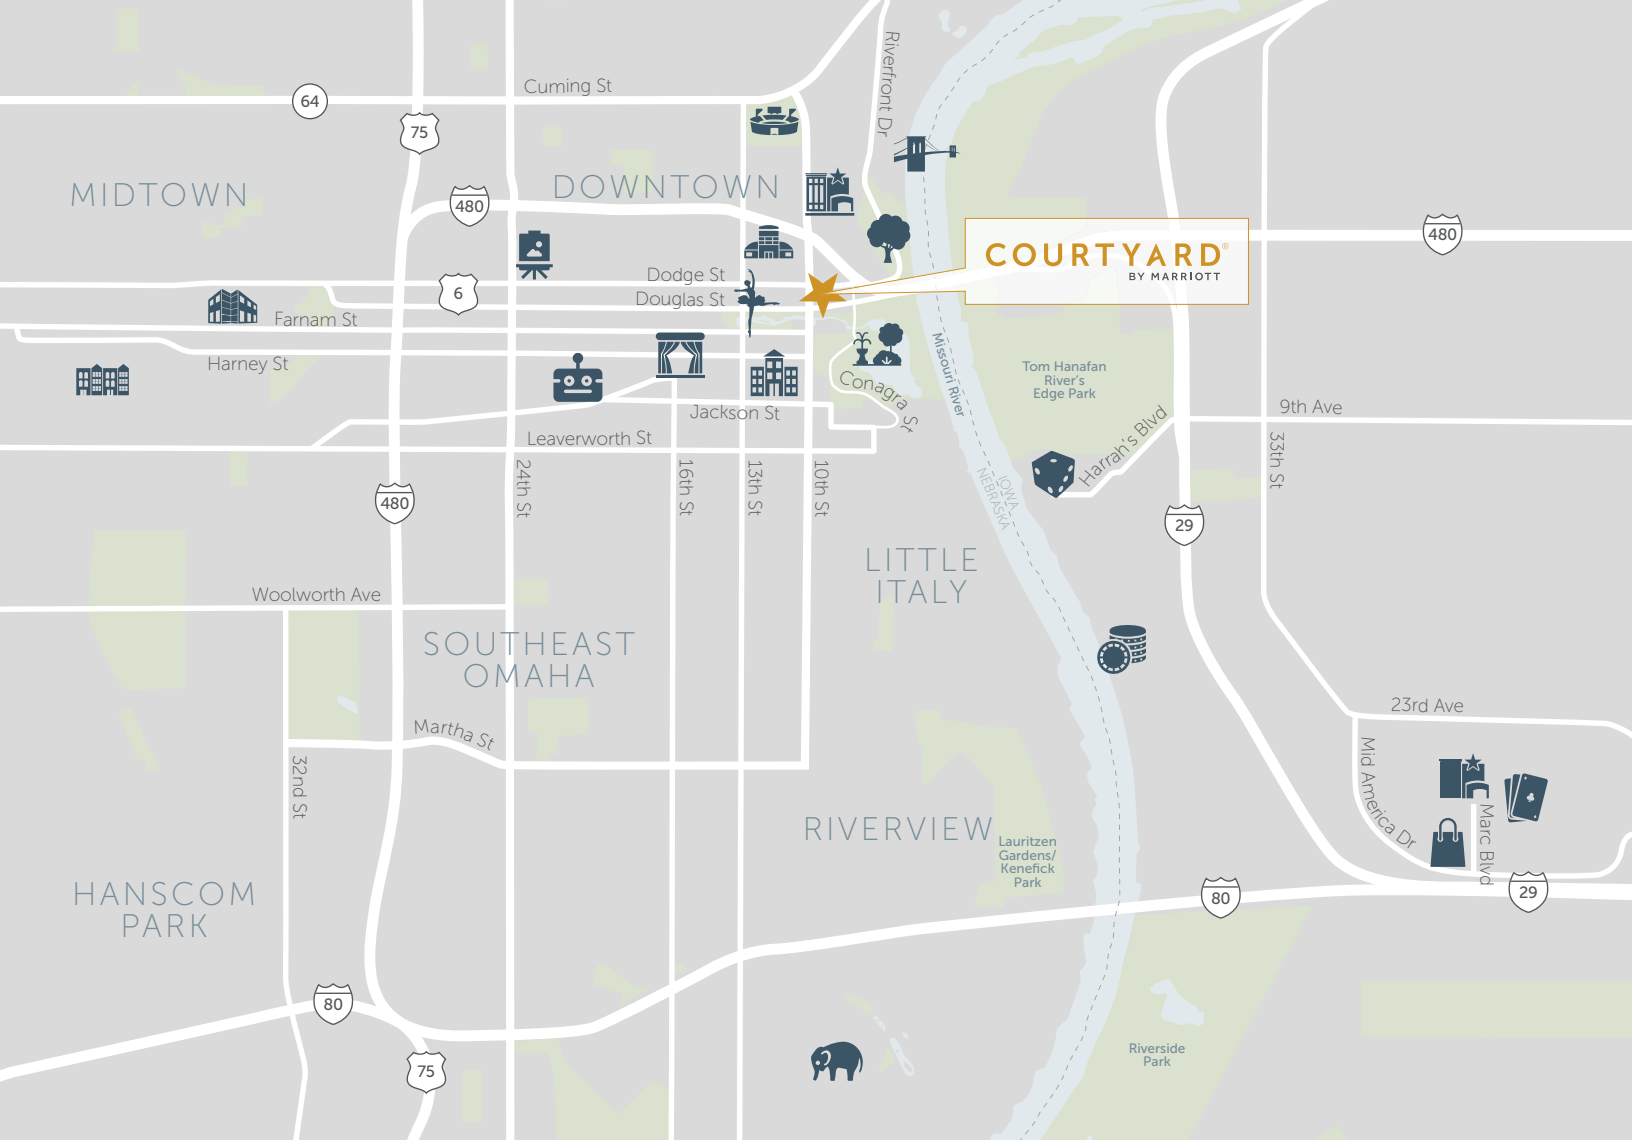 Cuming St
Riverfront Dr
64
75
MIDTOWN
DOWNTOWN
480
480
COURTYARD®
BY MARRIOTT
Dodge St
6
Douglas St
Farnam St
Harney St
Missouri River
Tom Hanafan
River's
Edge Park
Conagra St
Jackson St
9th Ave
Harrah's Blvd
Leaverworth St
33th St
24th St
16th St
13th St
10th St
480
IOWA
NEBRASKA
29
LITTLE
ITALY
Woolworth Ave
SOUTHEAST
OMAHA
23rd Ave
Martha St
32nd St
Mid America Dr
Marc Blvd
RIVERVIEW
Lauritzen
Gardens/
Kenefick
Park
HANSCOM
PARK
80
29
80
75
Riverside
Park